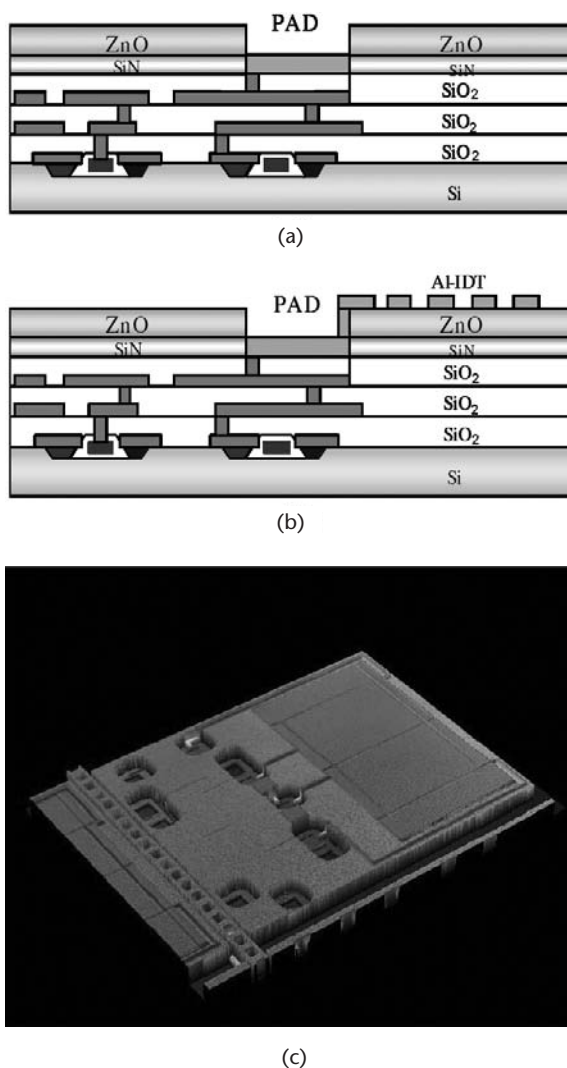 PAD
ZnO ZnO
SiN SiN
SiO₂
SiO₂
SiO₂
Si
(a)
Al-IDT
PAD
ZnO ZnO
SiN SiN
SiO₂
SiO₂
SiO₂
Si
(b)
(c)